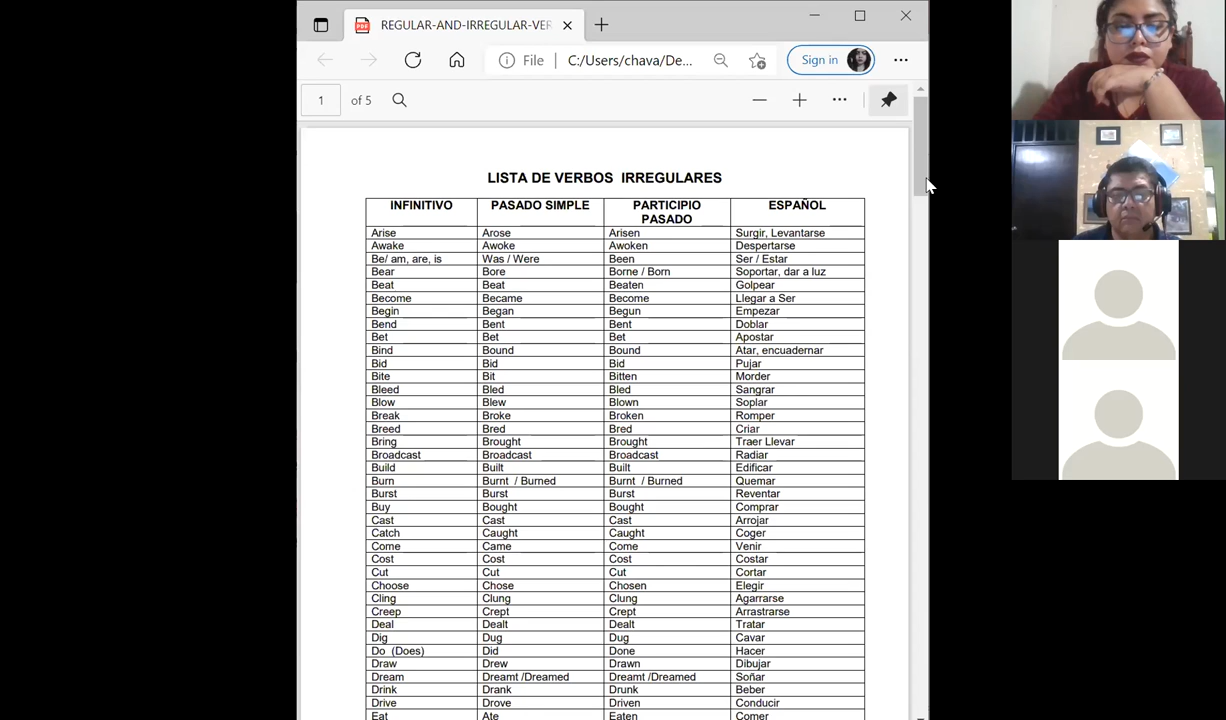 REGULAR-AND-IRREGULAR-VER
File C:/Users/chava/De... Sign in
1 of 5
LISTA DE VERBOS IRREGULARES
INFINITIVO PASADO SIMPLE PARTICIPIO PASADO ESPAÑOL
Arise Arose Arisen Surgir, Levantarse
Awake Awoke Awoken Despertarse
Be/ am, are, is Was / Were Been Ser / Estar
Bear Bore Borne / Born Soportar, dar a luz
Beat Beat Beaten Golpear
Become Became Become Llegar a Ser
Begin Began Begun Empezar
Bend Bent Bent Doblar
Bet Bet Bet Apostar
Bind Bound Bound Atar, encuadernar
Bid Bid Bid Pujar
Bite Bit Bitten Morder
Bleed Bled Bled Sangrar
Blow Blew Blown Soplar
Break Broke Broken Romper
Breed Bred Bred Criar
Bring Brought Brought Traer Llevar
Broadcast Broadcast Broadcast Radiar
Build Built Built Edificar
Burn Burnt / Burned Burnt / Burned Quemar
Burst Burst Burst Reventar
Buy Bought Bought Comprar
Cast Cast Cast Arrojar
Catch Caught Caught Coger
Come Came Come Venir
Cost Cost Cost Costar
Cut Cut Cut Cortar
Choose Chose Chosen Elegir
Cling Clung Clung Agarrarse
Creep Crept Crept Arrastrarse
Deal Dealt Dealt Tratar
Dig Dug Dug Cavar
Do (Does) Did Done Hacer
Draw Drew Drawn Dibujar
Dream Dreamt /Dreamed Dreamt /Dreamed Soñar
Drink Drank Drunk Beber
Drive Drove Driven Conducir
Eat Ate Eaten Comer